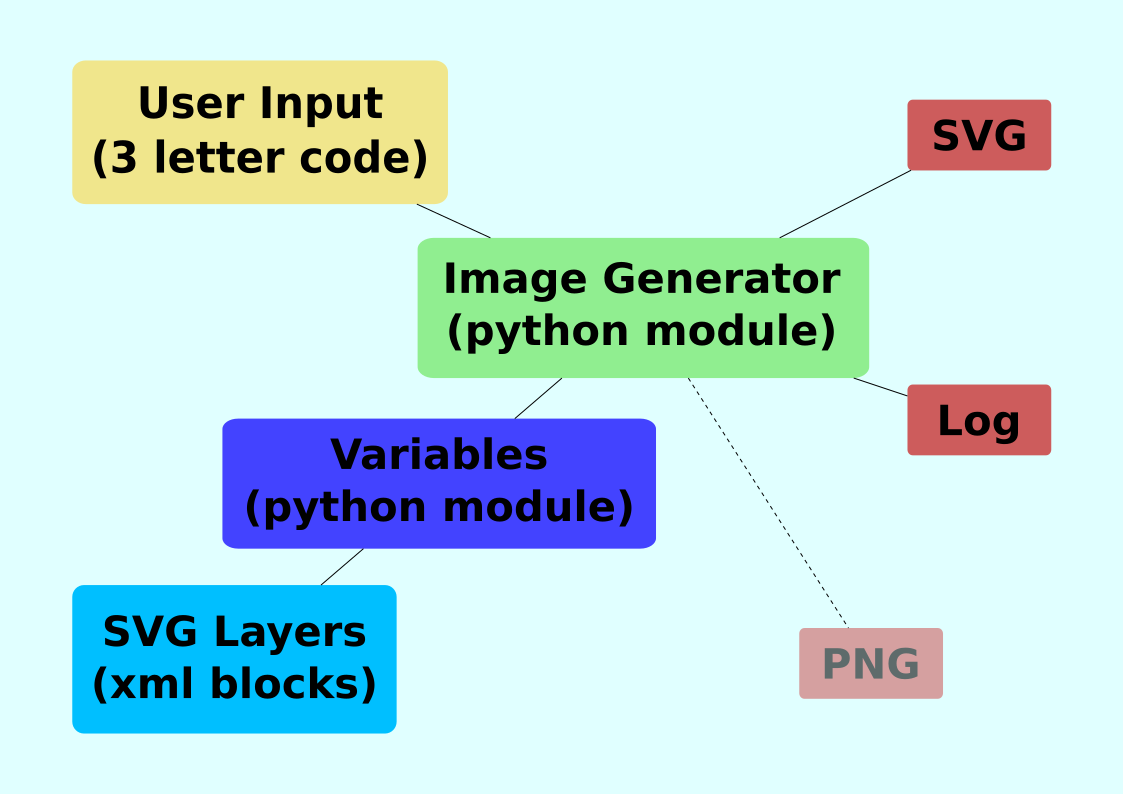 User Input
(3 letter code)
SVG
Image Generator
(python module)
Log
Variables
(python module)
SVG Layers
(xml blocks)
PNG